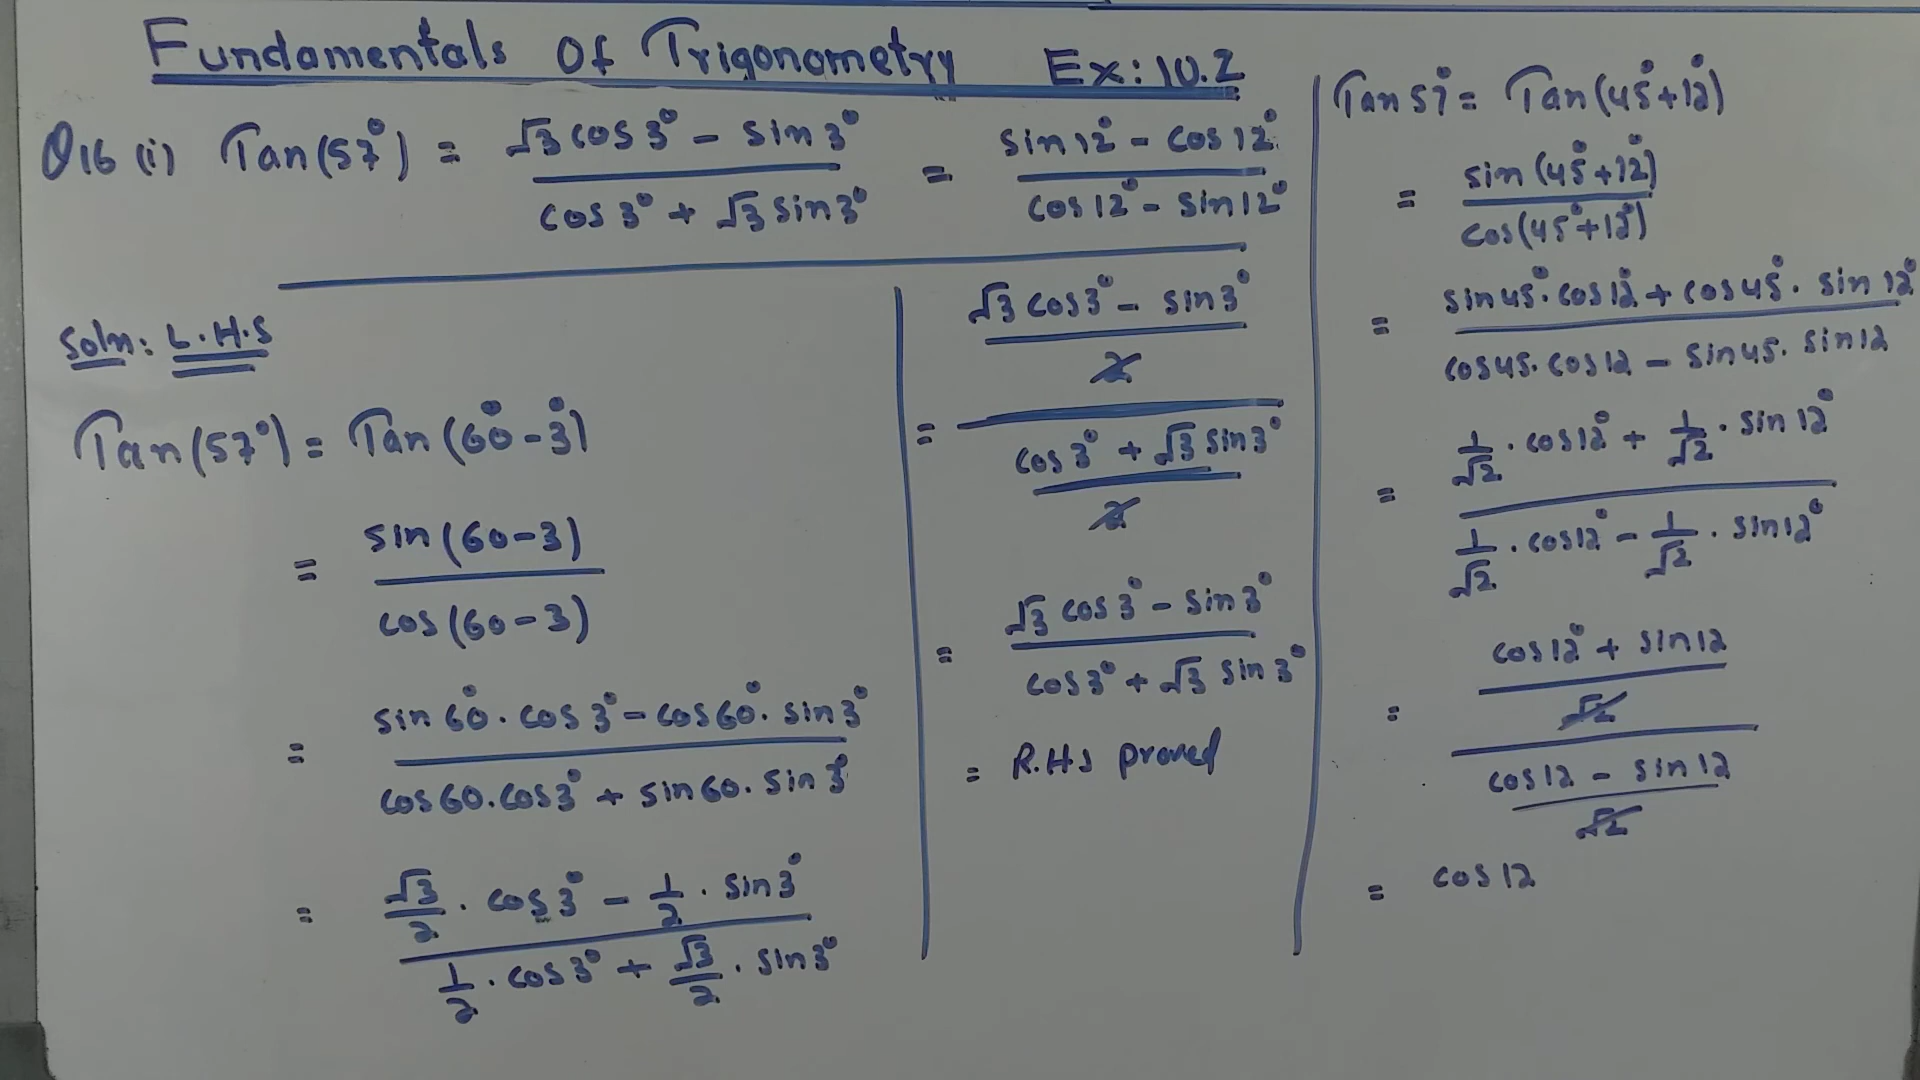 Fundamentals Of Trigonometry Ex: 10.2
Q16 (i) Tan(57°) = √3 cos 3° - sin 3° / cos 3° + √3 sin 3° = sin 12° - cos 12° / cos 12° - sin 12°
Soln: L.H.S
Tan(57°) = Tan(60° - 3°)
= sin(60 - 3) / cos(60 - 3)
= sin 60°. cos 3° - cos 60°. sin 3° / cos 60. cos 3° + sin 60. sin 3°
= √3/2 . cos 3° - 1/2 . sin 3° / 1/2 . cos 3° + √3/2 . sin 3°
= √3 cos 3° - sin 3° / 2 / cos 3° + √3 sin 3° / 2
= √3 cos 3° - sin 3° / cos 3° + √3 sin 3°
= R.H.S proved
Tan 57° = Tan(45° + 12°)
= sin(45° + 12°) / cos(45° + 12°)
= sin 45°. cos 12° + cos 45°. sin 12° / cos 45. cos 12 - sin 45. sin 12
= 1/√2 . cos 12° + 1/√2 . sin 12° / 1/√2 . cos 12° - 1/√2 . sin 12°
= cos 12° + sin 12 / √2 / cos 12 - sin 12 / √2
= cos 12